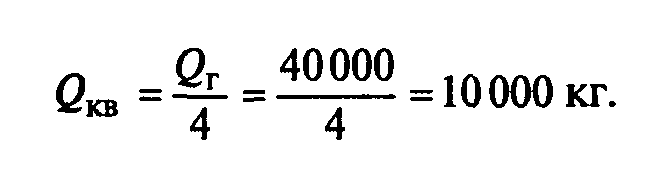 Qкв = Qг/4 = 40 000/4 = 10 000 кг.